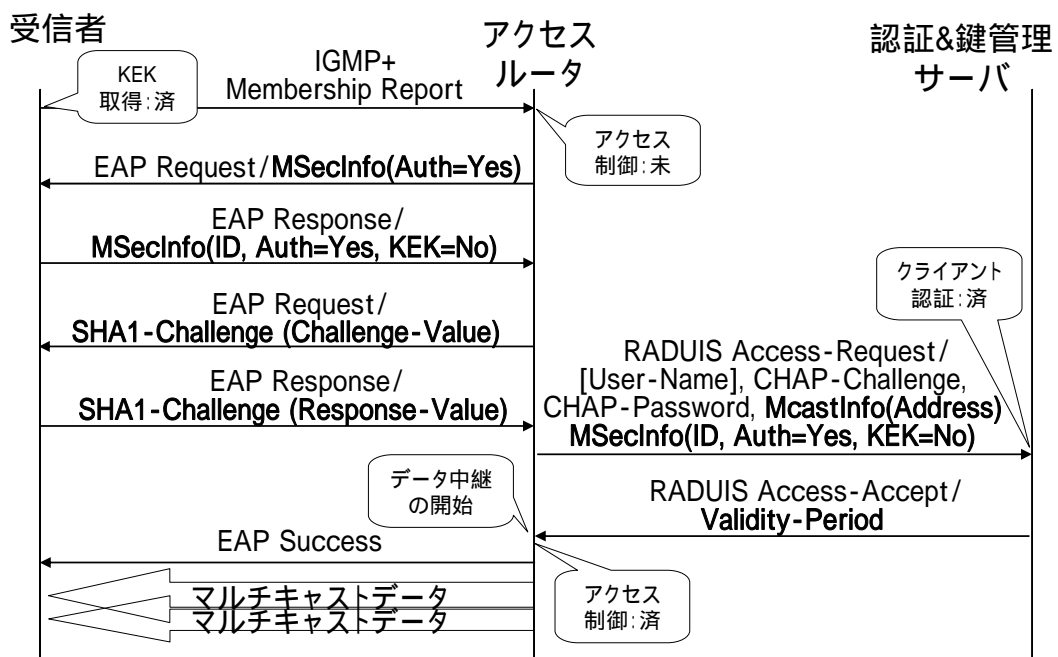 受信者
アクセス
ルータ
認証&鍵管理
サーバ
KEK
取得:済
IGMP+
Membership Report
アクセス
制御:未
EAP Request/MSecInfo(Auth=Yes)
EAP Response/
MSecInfo(ID, Auth=Yes, KEK=No)
クライアント
認証:済
EAP Request/
SHA1-Challenge (Challenge-Value)
EAP Response/
SHA1-Challenge (Response-Value)
RADUIS Access-Request/
[User-Name], CHAP-Challenge,
CHAP-Password, McastInfo(Address)
MSecInfo(ID, Auth=Yes, KEK=No)
データ中継
の開始
RADUIS Access-Accept/
Validity-Period
EAP Success
アクセス
制御:済
マルチキャストデータ
マルチキャストデータ